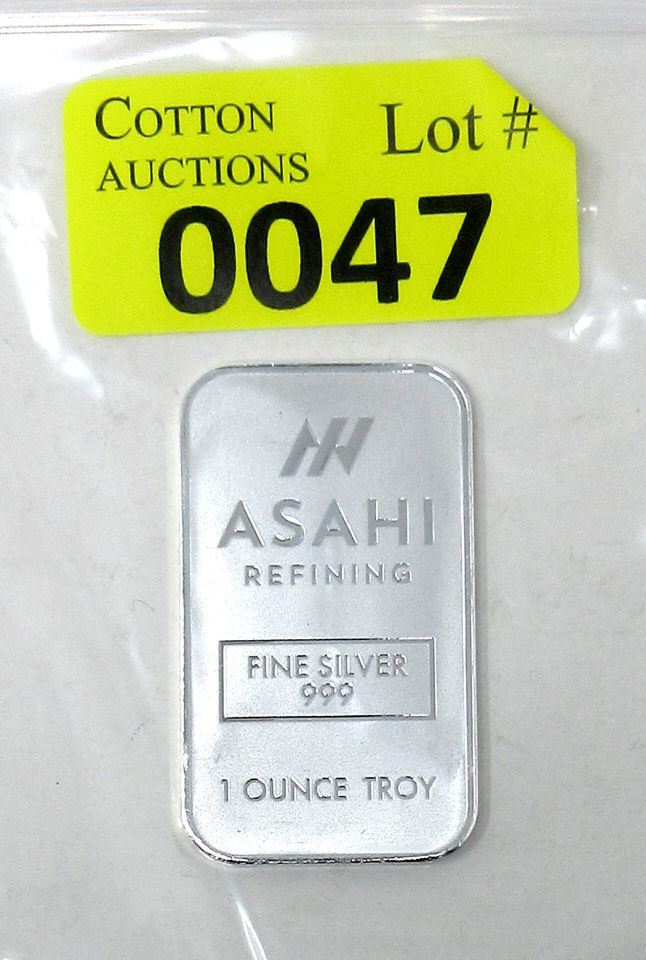 COTTON
AUCTIONS
Lot #
0047
ASAHI
REFINING
FINE SILVER
999
1 OUNCE TROY